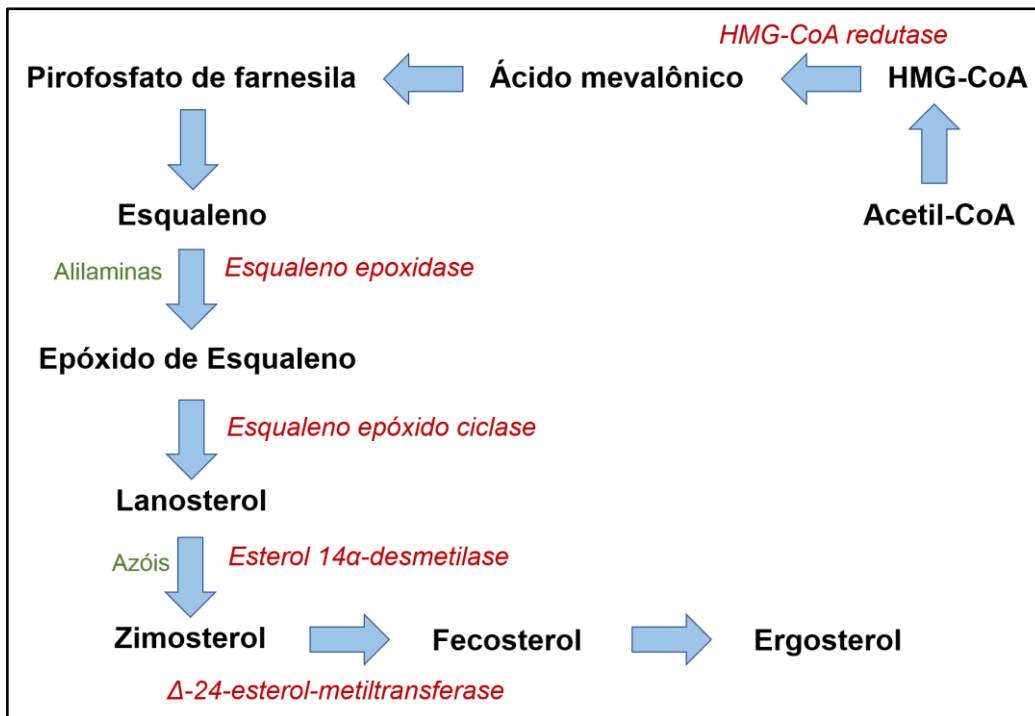 HMG-CoA redutase
Pirofosfato de farnesila
Ácido mevalônico
HMG-CoA
Esqualeno
Acetil-CoA
Alilaminas
Esqualeno epoxidase
Epóxido de Esqualeno
Esqualeno epóxido ciclase
Lanosterol
Azóis
Esterol 14α-desmetilase
Zimosterol
Fecosterol
Ergosterol
Δ-24-esterol-metiltransferase